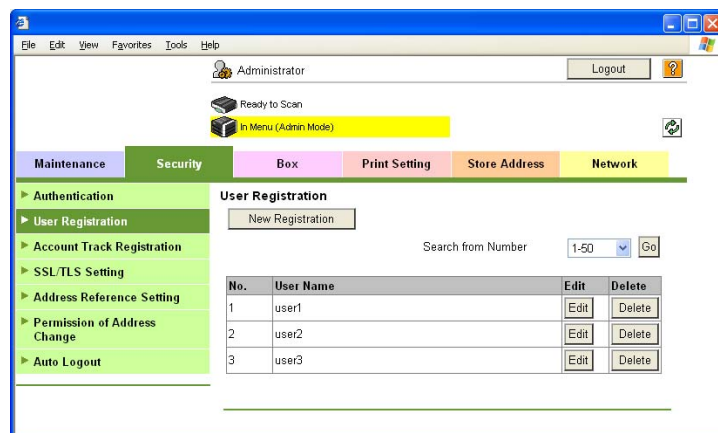 File Edit View Favorites Tools Help
Administrator Logout ?
Ready to Scan
In Menu (Admin Mode)
Maintenance Security Box Print Setting Store Address Network
Authentication
User Registration
Account Track Registration
SSL/TLS Setting
Address Reference Setting
Permission of Address
Change
Auto Logout
User Registration
New Registration
Search from Number 1-50 Go
No. User Name Edit Delete
1 user1 Edit Delete
2 user2 Edit Delete
3 user3 Edit Delete